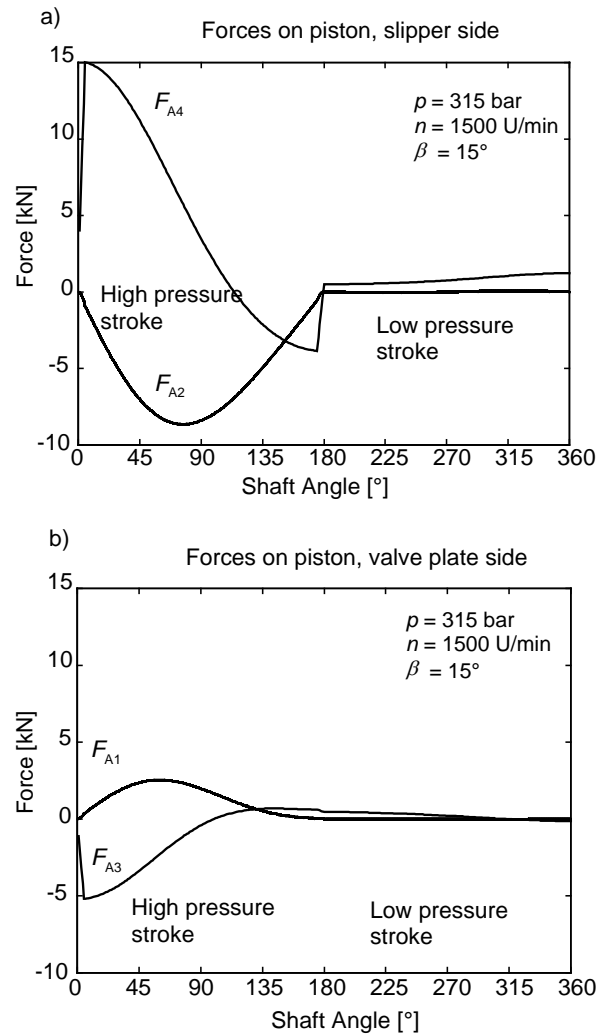 a)
Forces on piston, slipper side
15
10
5
0
-5
-10
Force [kN]
F_A4
p = 315 bar
n = 1500 U/min
β = 15°
High pressure
stroke
Low pressure
stroke
F_A2
0 45 90 135 180 225 270 315 360
Shaft Angle [°]
b)
Forces on piston, valve plate side
15
10
5
0
-5
-10
Force [kN]
p = 315 bar
n = 1500 U/min
β = 15°
F_A1
F_A3
High pressure
stroke
Low pressure
stroke
0 45 90 135 180 225 270 315 360
Shaft Angle [°]